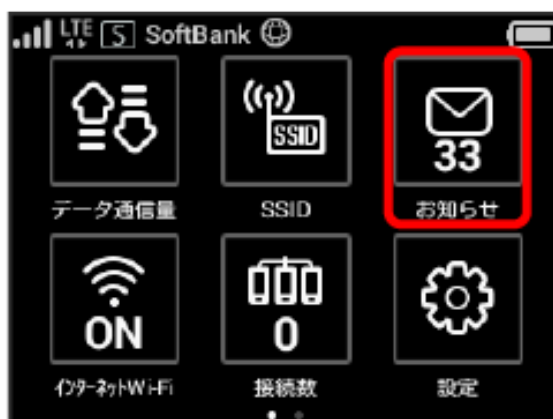 LTE S SoftBank
SSID
33
データ通信量 SSID お知らせ
ON 0
インターネットWi-Fi 接続数 設定